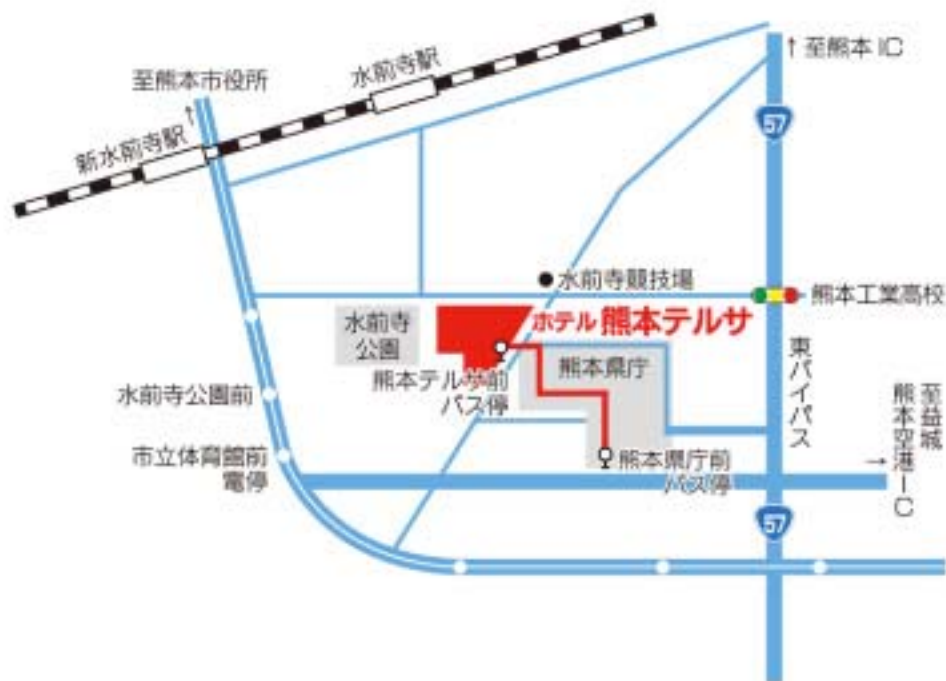 ↑至熊本IC
水前寺駅
至熊本市役所
↑
57
新水前寺駅
水前寺競技場
熊本工業高校
水前寺
公園
ホテル 熊本テルサ
熊本県庁
熊本テルサ前
バス停
水前寺公園前
東バイパス
至益城
熊本空港IC
→
市立体育館前
電停
熊本県庁前
バス停
57